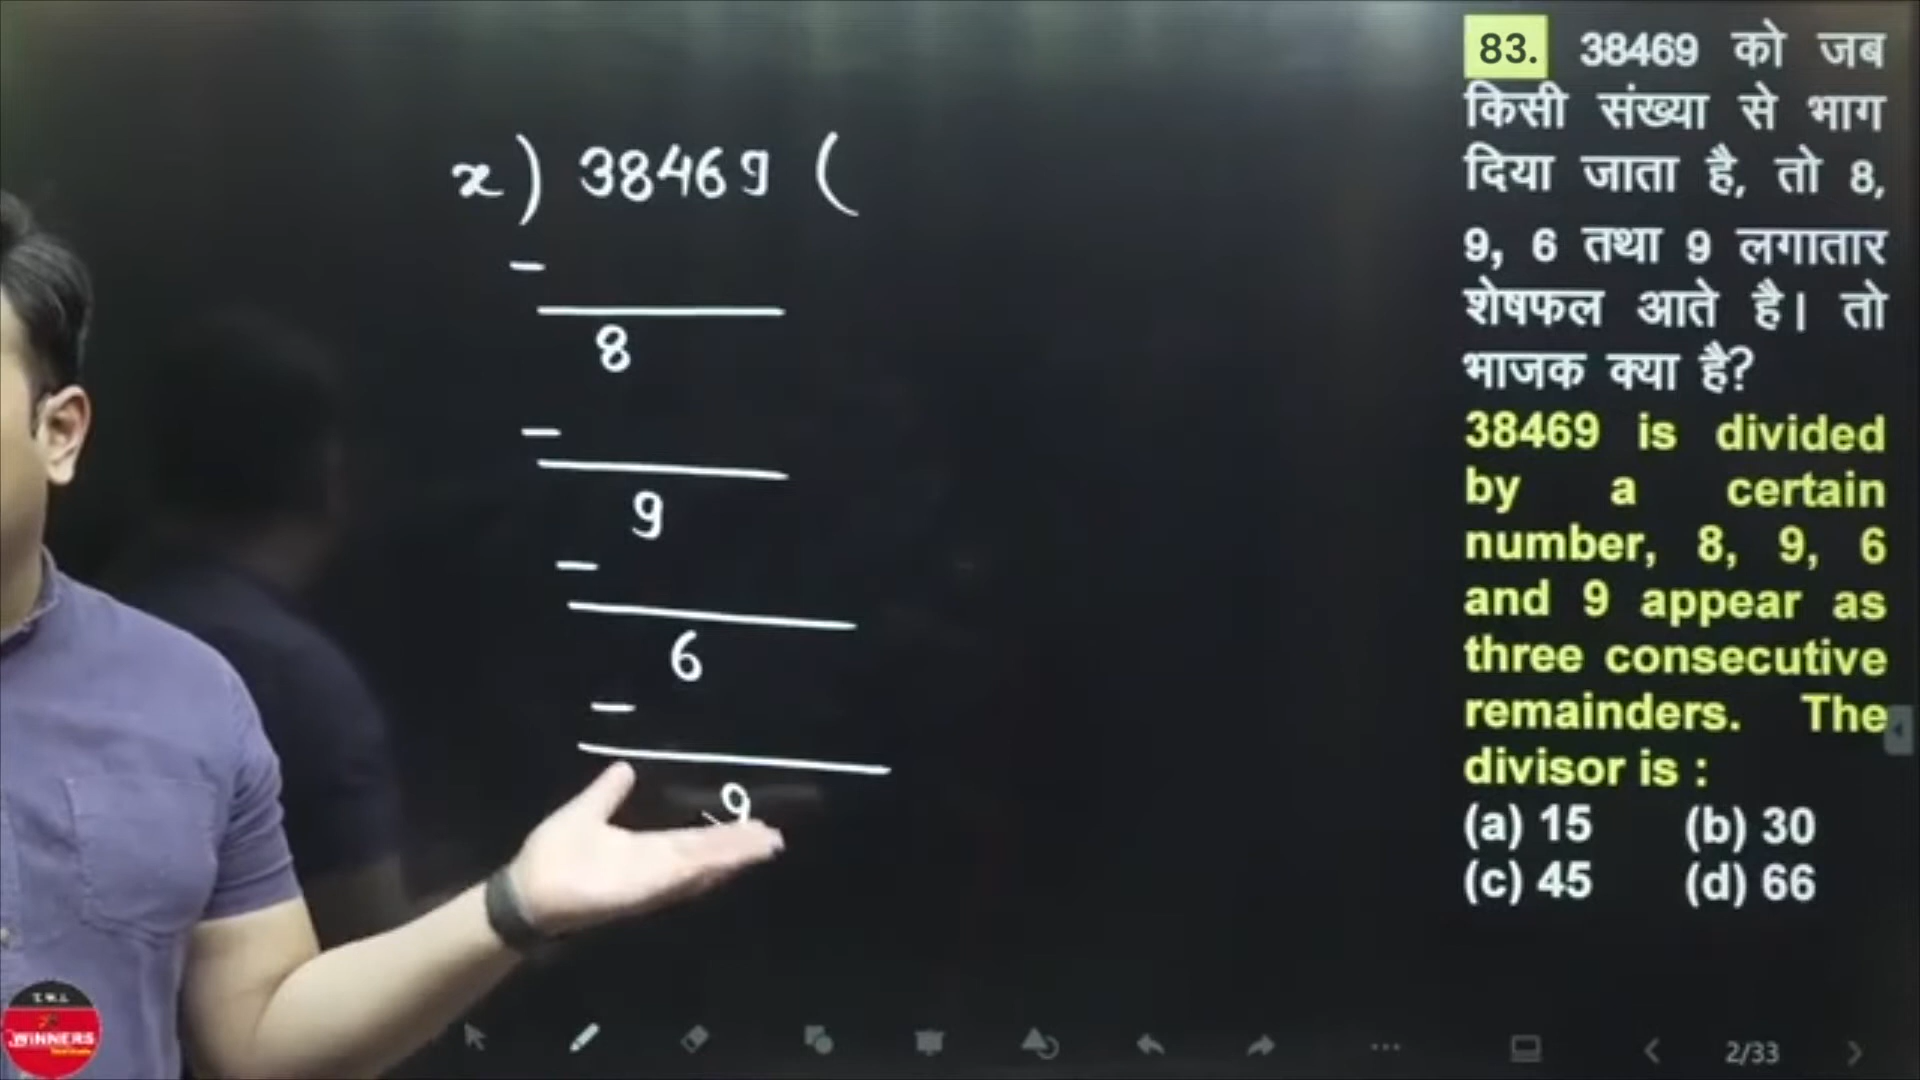 x ) 38469 (
−
8
−
9
−
6
−
9
83. 38469 को जब
किसी संख्या से भाग
दिया जाता है, तो 8,
9, 6 तथा 9 लगातार
शेषफल आते है। तो
भाजक क्या है?
38469 is divided
by a certain
number, 8, 9, 6
and 9 appear as
three consecutive
remainders. The
divisor is :
(a) 15 (b) 30
(c) 45 (d) 66
WINNERS
2/33